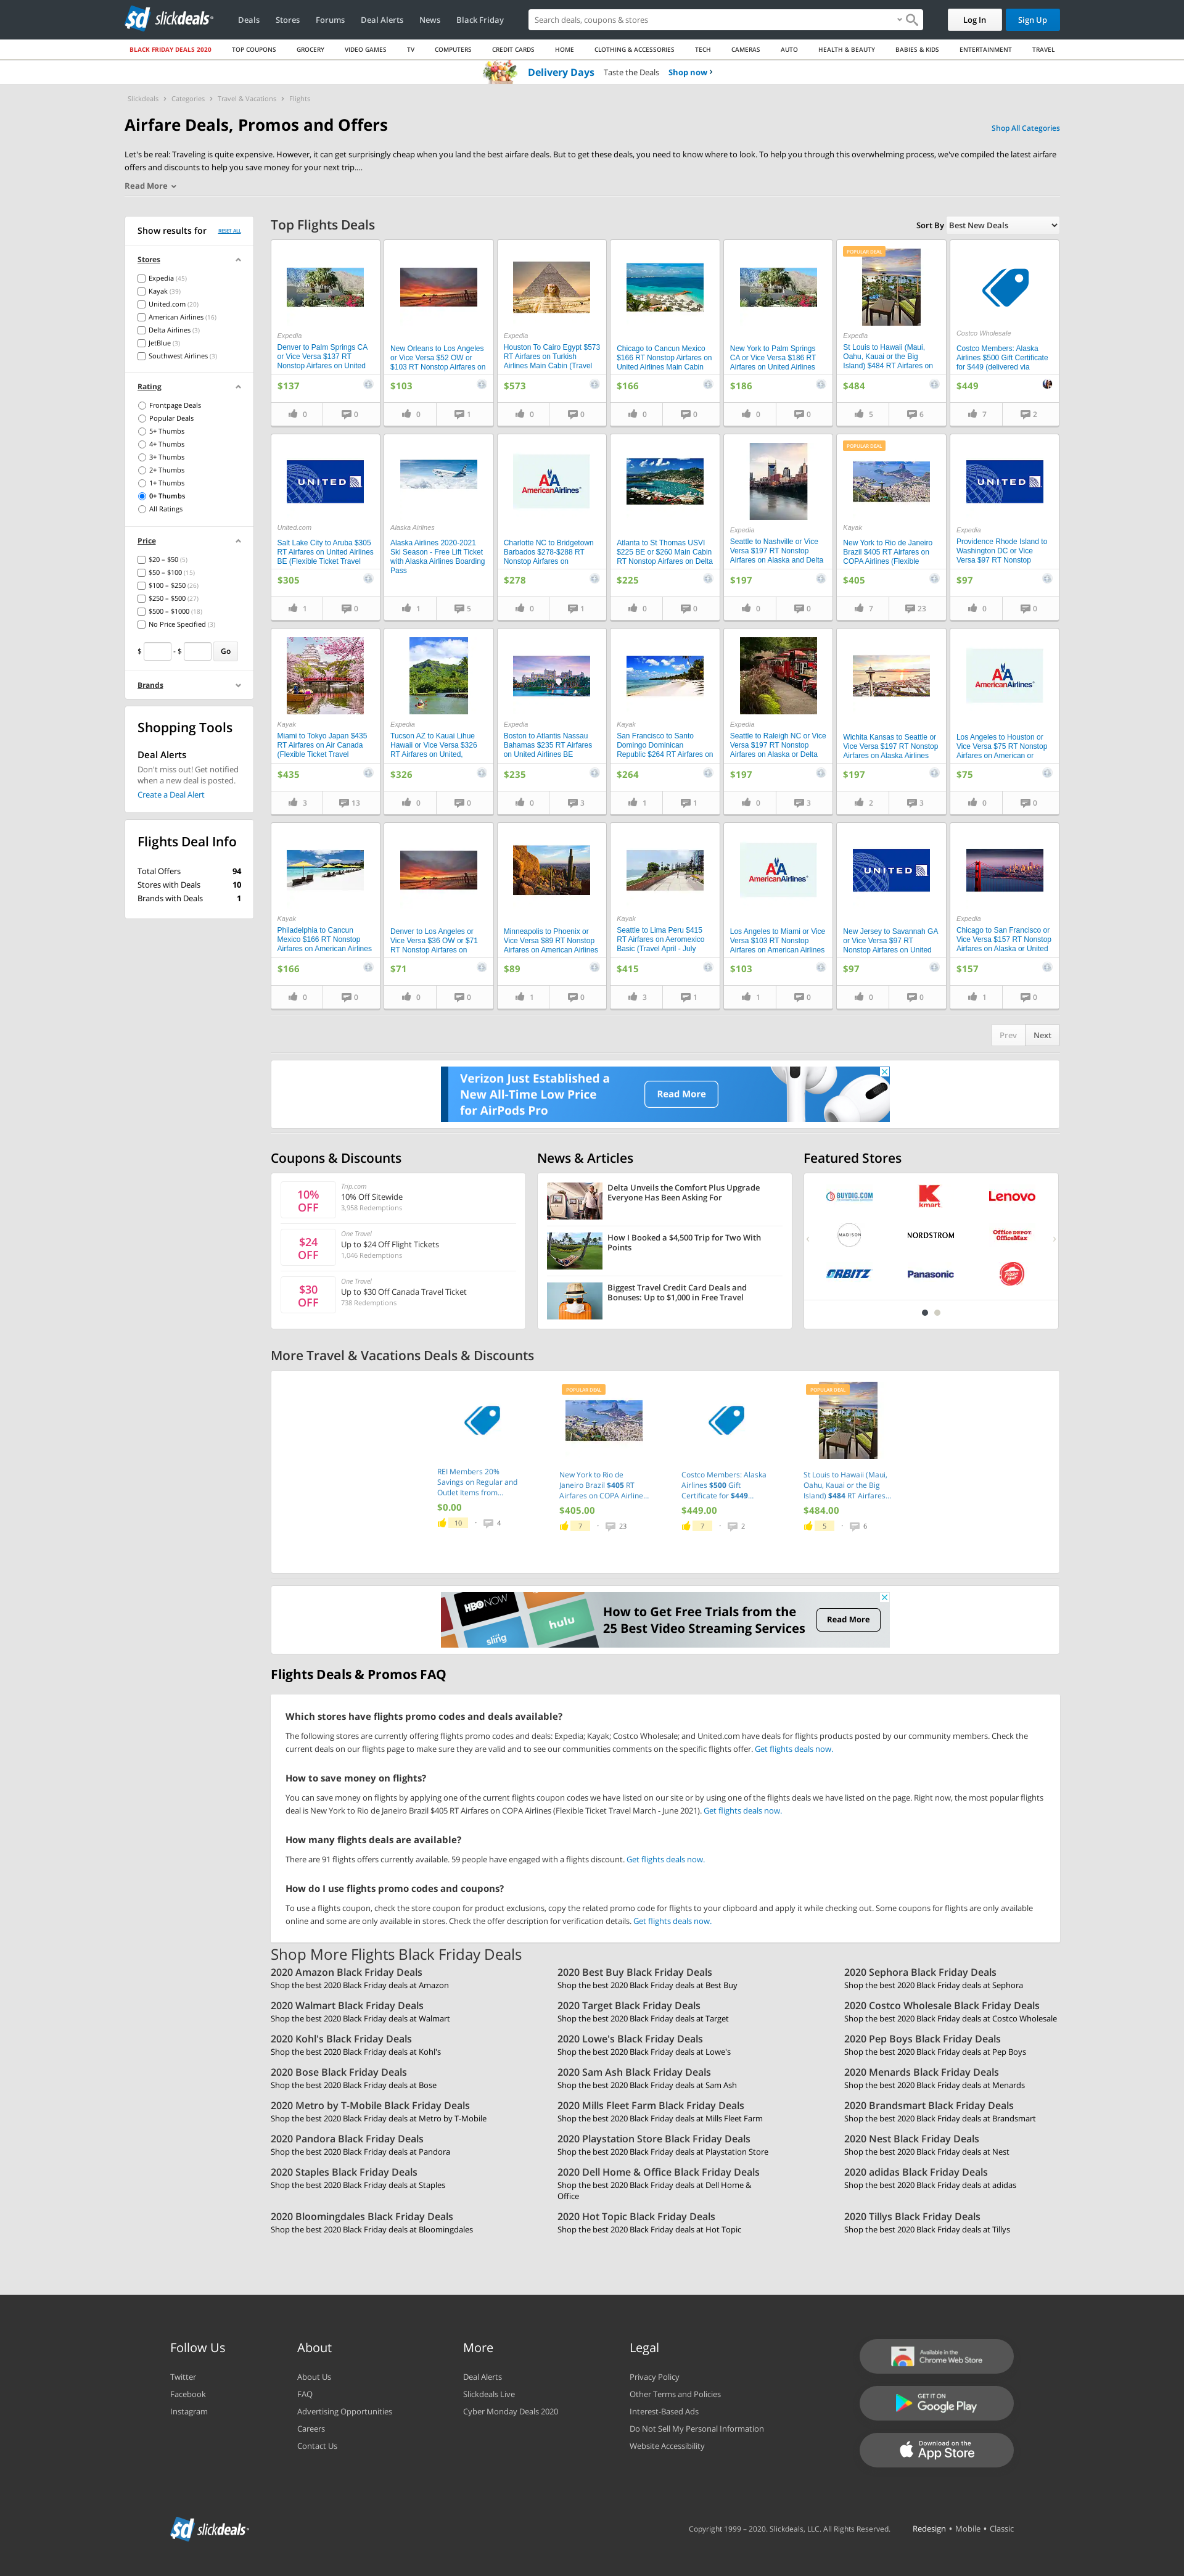 sd slickdeals
Deals Stores Forums Deal Alerts News Black Friday
Search deals, coupons & stores
Log In Sign Up
BLACK FRIDAY DEALS 2020 TOP COUPONS GROCERY VIDEO GAMES TV COMPUTERS CREDIT CARDS HOME CLOTHING & ACCESSORIES TECH CAMERAS AUTO HEALTH & BEAUTY BABIES & KIDS ENTERTAINMENT TRAVEL
Delivery Days Taste the Deals Shop now ›
Slickdeals › Categories › Travel & Vacations › Flights
Airfare Deals, Promos and Offers
Shop All Categories
Let's be real: Traveling is quite expensive. However, it can get surprisingly cheap when you land the best airfare deals. But to get these deals, you need to know where to look. To help you through this overwhelming process, we've compiled the latest airfare
offers and discounts to help you save money for your next trip....
Read More
Show results for RESET ALL
Stores
Expedia (45)
Kayak (39)
United.com (20)
American Airlines (16)
Delta Airlines (3)
JetBlue (3)
Southwest Airlines (3)
Rating
Frontpage Deals
Popular Deals
5+ Thumbs
4+ Thumbs
3+ Thumbs
2+ Thumbs
1+ Thumbs
0+ Thumbs
All Ratings
Price
$20 – $50 (5)
$50 – $100 (15)
$100 – $250 (26)
$250 – $500 (27)
$500 – $1000 (18)
No Price Specified (3)
$ - $ Go
Brands
Shopping Tools
Deal Alerts
Don't miss out! Get notified
when a new deal is posted.
Create a Deal Alert
Flights Deal Info
Total Offers 94
Stores with Deals 10
Brands with Deals 1
Top Flights Deals
Sort By Best New Deals
Expedia
Denver to Palm Springs CA
or Vice Versa $137 RT
Nonstop Airfares on United
$137
0 0
New Orleans to Los Angeles
or Vice Versa $52 OW or
$103 RT Nonstop Airfares on
$103
0 1
Expedia
Houston To Cairo Egypt $573
RT Airfares on Turkish
Airlines Main Cabin (Travel
$573
0 0
Chicago to Cancun Mexico
$166 RT Nonstop Airfares on
United Airlines Main Cabin
$166
0 0
New York to Palm Springs
CA or Vice Versa $186 RT
Airfares on United Airlines
$186
0 0
POPULAR DEAL
Expedia
St Louis to Hawaii (Maui,
Oahu, Kauai or the Big
Island) $484 RT Airfares on
$484
5 6
Costco Wholesale
Costco Members: Alaska
Airlines $500 Gift Certificate
for $449 (delivered via
$449
7 2
UNITED
United.com
Salt Lake City to Aruba $305
RT Airfares on United Airlines
BE (Flexible Ticket Travel
$305
1 0
Alaska Airlines
Alaska Airlines 2020-2021
Ski Season - Free Lift Ticket
with Alaska Airlines Boarding
Pass
1 5
AA
AmericanAirlines
Charlotte NC to Bridgetown
Barbados $278-$288 RT
Nonstop Airfares on
$278
0 1
Atlanta to St Thomas USVI
$225 BE or $260 Main Cabin
RT Nonstop Airfares on Delta
$225
0 0
Expedia
Seattle to Nashville or Vice
Versa $197 RT Nonstop
Airfares on Alaska and Delta
$197
0 0
POPULAR DEAL
Kayak
New York to Rio de Janeiro
Brazil $405 RT Airfares on
COPA Airlines (Flexible
$405
7 23
UNITED
Expedia
Providence Rhode Island to
Washington DC or Vice
Versa $97 RT Nonstop
$97
0 0
Kayak
Miami to Tokyo Japan $435
RT Airfares on Air Canada
(Flexible Ticket Travel
$435
3 13
Expedia
Tucson AZ to Kauai Lihue
Hawaii or Vice Versa $326
RT Airfares on United,
$326
0 0
Expedia
Boston to Atlantis Nassau
Bahamas $235 RT Airfares
on United Airlines BE
$235
0 3
Kayak
San Francisco to Santo
Domingo Dominican
Republic $264 RT Airfares on
$264
1 1
Expedia
Seattle to Raleigh NC or Vice
Versa $197 RT Nonstop
Airfares on Alaska or Delta
$197
0 3
Wichita Kansas to Seattle or
Vice Versa $197 RT Nonstop
Airfares on Alaska Airlines
$197
2 3
AA
AmericanAirlines
Los Angeles to Houston or
Vice Versa $75 RT Nonstop
Airfares on American or
$75
0 0
Kayak
Philadelphia to Cancun
Mexico $166 RT Nonstop
Airfares on American Airlines
$166
0 0
Denver to Los Angeles or
Vice Versa $36 OW or $71
RT Nonstop Airfares on
$71
0 0
Minneapolis to Phoenix or
Vice Versa $89 RT Nonstop
Airfares on American Airlines
$89
1 0
Kayak
Seattle to Lima Peru $415
RT Airfares on Aeromexico
Basic (Travel April - July
$415
3 1
AA
AmericanAirlines
Los Angeles to Miami or Vice
Versa $103 RT Nonstop
Airfares on American Airlines
$103
1 0
UNITED
New Jersey to Savannah GA
or Vice Versa $97 RT
Nonstop Airfares on United
$97
0 0
Expedia
Chicago to San Francisco or
Vice Versa $157 RT Nonstop
Airfares on Alaska or United
$157
1 0
Prev Next
Verizon Just Established a
New All-Time Low Price
for AirPods Pro
Read More
Coupons & Discounts
10% OFF
Trip.com
10% Off Sitewide
3,958 Redemptions
$24 OFF
One Travel
Up to $24 Off Flight Tickets
1,046 Redemptions
$30 OFF
One Travel
Up to $30 Off Canada Travel Ticket
738 Redemptions
News & Articles
Delta Unveils the Comfort Plus Upgrade
Everyone Has Been Asking For
How I Booked a $4,500 Trip for Two With
Points
Biggest Travel Credit Card Deals and
Bonuses: Up to $1,000 in Free Travel
Featured Stores
BUYDIG.COM Kmart Lenovo
MADISON NORDSTROM Office DEPOT OfficeMax
ORBITZ Panasonic Pizza Hut
More Travel & Vacations Deals & Discounts
REI Members 20%
Savings on Regular and
Outlet Items from...
$0.00
10 • 4
POPULAR DEAL
New York to Rio de
Janeiro Brazil $405 RT
Airfares on COPA Airline...
$405.00
7 • 23
Costco Members: Alaska
Airlines $500 Gift
Certificate for $449...
$449.00
7 • 2
POPULAR DEAL
St Louis to Hawaii (Maui,
Oahu, Kauai or the Big
Island) $484 RT Airfares...
$484.00
5 • 6
HBO NOW
sling
hulu
How to Get Free Trials from the
25 Best Video Streaming Services
Read More
Flights Deals & Promos FAQ
Which stores have flights promo codes and deals available?
The following stores are currently offering flights promo codes and deals: Expedia; Kayak; Costco Wholesale; and United.com have deals for flights products posted by our community members. Check the
current deals on our flights page to make sure they are valid and to see our communities comments on the specific flights offer. Get flights deals now.
How to save money on flights?
You can save money on flights by applying one of the current flights coupon codes we have listed on our site or by using one of the flights deals we have listed on the page. Right now, the most popular flights
deal is New York to Rio de Janeiro Brazil $405 RT Airfares on COPA Airlines (Flexible Ticket Travel March - June 2021). Get flights deals now.
How many flights deals are available?
There are 91 flights offers currently available. 59 people have engaged with a flights discount. Get flights deals now.
How do I use flights promo codes and coupons?
To use a flights coupon, check the store coupon for product exclusions, copy the related promo code for flights to your clipboard and apply it while checking out. Some coupons for flights are only available
online and some are only available in stores. Check the offer description for verification details. Get flights deals now.
Shop More Flights Black Friday Deals
2020 Amazon Black Friday Deals
Shop the best 2020 Black Friday deals at Amazon
2020 Best Buy Black Friday Deals
Shop the best 2020 Black Friday deals at Best Buy
2020 Sephora Black Friday Deals
Shop the best 2020 Black Friday deals at Sephora
2020 Walmart Black Friday Deals
Shop the best 2020 Black Friday deals at Walmart
2020 Target Black Friday Deals
Shop the best 2020 Black Friday deals at Target
2020 Costco Wholesale Black Friday Deals
Shop the best 2020 Black Friday deals at Costco Wholesale
2020 Kohl's Black Friday Deals
Shop the best 2020 Black Friday deals at Kohl's
2020 Lowe's Black Friday Deals
Shop the best 2020 Black Friday deals at Lowe's
2020 Pep Boys Black Friday Deals
Shop the best 2020 Black Friday deals at Pep Boys
2020 Bose Black Friday Deals
Shop the best 2020 Black Friday deals at Bose
2020 Sam Ash Black Friday Deals
Shop the best 2020 Black Friday deals at Sam Ash
2020 Menards Black Friday Deals
Shop the best 2020 Black Friday deals at Menards
2020 Metro by T-Mobile Black Friday Deals
Shop the best 2020 Black Friday deals at Metro by T-Mobile
2020 Mills Fleet Farm Black Friday Deals
Shop the best 2020 Black Friday deals at Mills Fleet Farm
2020 Brandsmart Black Friday Deals
Shop the best 2020 Black Friday deals at Brandsmart
2020 Pandora Black Friday Deals
Shop the best 2020 Black Friday deals at Pandora
2020 Playstation Store Black Friday Deals
Shop the best 2020 Black Friday deals at Playstation Store
2020 Nest Black Friday Deals
Shop the best 2020 Black Friday deals at Nest
2020 Staples Black Friday Deals
Shop the best 2020 Black Friday deals at Staples
2020 Dell Home & Office Black Friday Deals
Shop the best 2020 Black Friday deals at Dell Home &
Office
2020 adidas Black Friday Deals
Shop the best 2020 Black Friday deals at adidas
2020 Bloomingdales Black Friday Deals
Shop the best 2020 Black Friday deals at Bloomingdales
2020 Hot Topic Black Friday Deals
Shop the best 2020 Black Friday deals at Hot Topic
2020 Tillys Black Friday Deals
Shop the best 2020 Black Friday deals at Tillys
Follow Us
Twitter
Facebook
Instagram
About
About Us
FAQ
Advertising Opportunities
Careers
Contact Us
More
Deal Alerts
Slickdeals Live
Cyber Monday Deals 2020
Legal
Privacy Policy
Other Terms and Policies
Interest-Based Ads
Do Not Sell My Personal Information
Website Accessibility
Available in the
Chrome Web Store
GET IT ON
Google Play
Download on the
App Store
sd slickdeals
Copyright 1999 – 2020. Slickdeals, LLC. All Rights Reserved. Redesign • Mobile • Classic